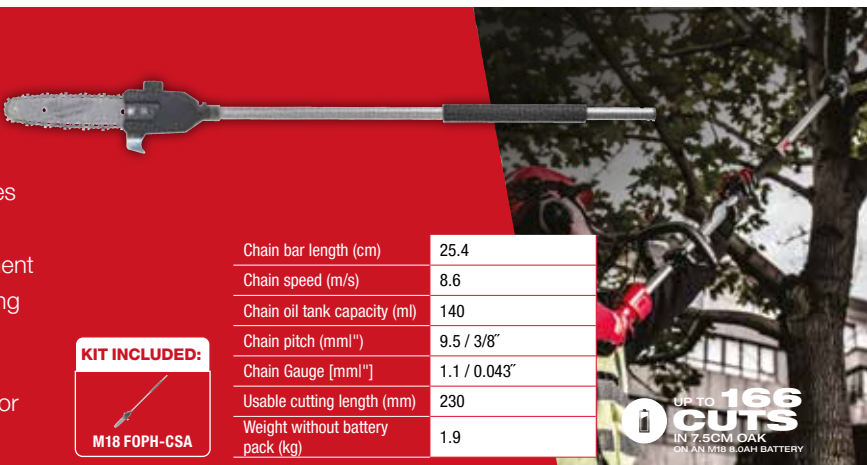 es
ent
ng
or
KIT INCLUDED:
M18 FOPH-CSA
Chain bar length (cm) 25.4
Chain speed (m/s) 8.6
Chain oil tank capacity (ml) 140
Chain pitch (mm|") 9.5 / 3/8˝
Chain Gauge [mm|"] 1.1 / 0.043˝
Usable cutting length (mm) 230
Weight without battery
pack (kg) 1.9
UP TO 166
CUTS
IN 7.5CM OAK
ON AN M18 8.0AH BATTERY